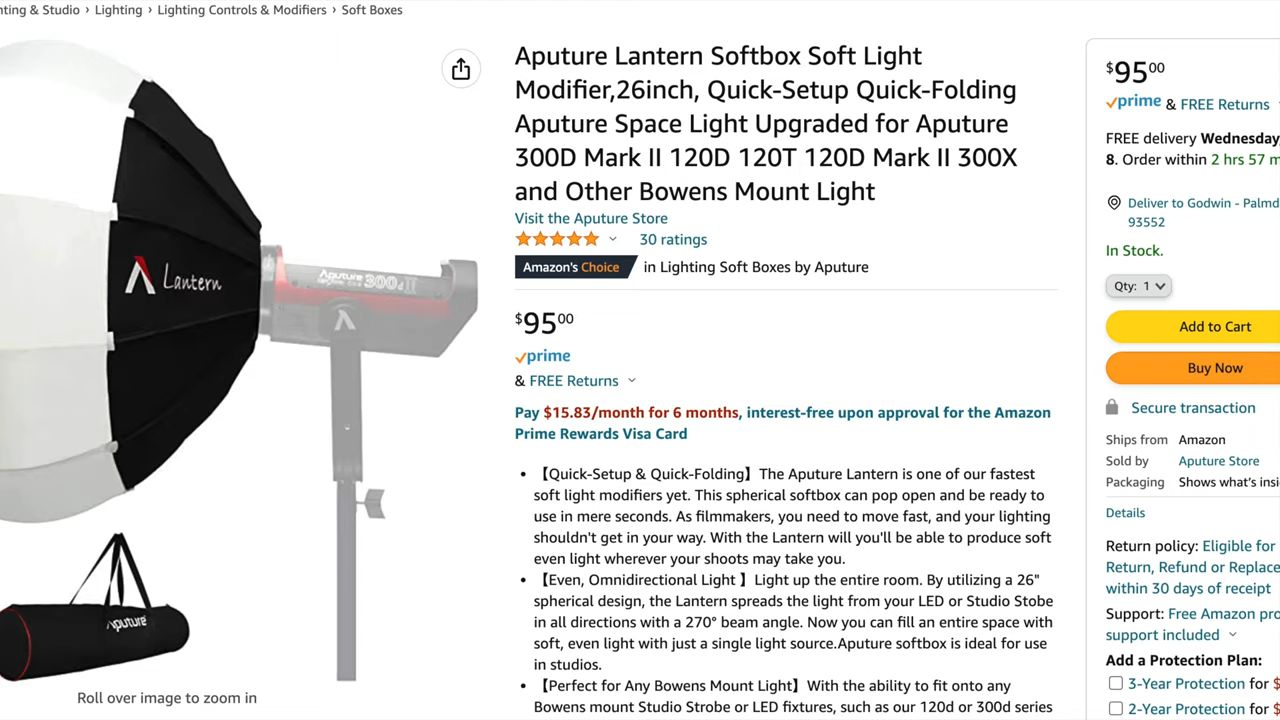 nting & Studio › Lighting › Lighting Controls & Modifiers › Soft Boxes
Aputure Lantern Softbox Soft Light
Modifier,26inch, Quick-Setup Quick-Folding
Aputure Space Light Upgraded for Aputure
300D Mark II 120D 120T 120D Mark II 300X
and Other Bowens Mount Light
Visit the Aputure Store
30 ratings
Amazon's Choice in Lighting Soft Boxes by Aputure
$9500
prime
& FREE Returns
Pay $15.83/month for 6 months, interest-free upon approval for the Amazon
Prime Rewards Visa Card
• 【Quick-Setup & Quick-Folding】The Aputure Lantern is one of our fastest
soft light modifiers yet. This spherical softbox can pop open and be ready to
use in mere seconds. As filmmakers, you need to move fast, and your lighting
shouldn't get in your way. With the Lantern will you'll be able to produce soft
even light wherever your shoots may take you.
• 【Even, Omnidirectional Light 】Light up the entire room. By utilizing a 26"
spherical design, the Lantern spreads the light from your LED or Studio Stobe
in all directions with a 270° beam angle. Now you can fill an entire space with
soft, even light with just a single light source.Aputure softbox is ideal for use
in studios.
• 【Perfect for Any Bowens Mount Light】With the ability to fit onto any
Bowens mount Studio Strobe or LED fixtures, such as our 120d or 300d series
Lantern
Aputure
300d II
Aputure
Roll over image to zoom in
$9500
prime & FREE Returns
FREE delivery Wednesday,
8. Order within 2 hrs 57 m
Deliver to Godwin - Palmd
93552
In Stock.
Qty: 1
Add to Cart
Buy Now
Secure transaction
Ships from Amazon
Sold by Aputure Store
Packaging Shows what's insi
Details
Return policy: Eligible for
Return, Refund or Replace
within 30 days of receipt
Support: Free Amazon pro
support included
Add a Protection Plan:
3-Year Protection for $
2-Year Protection for $